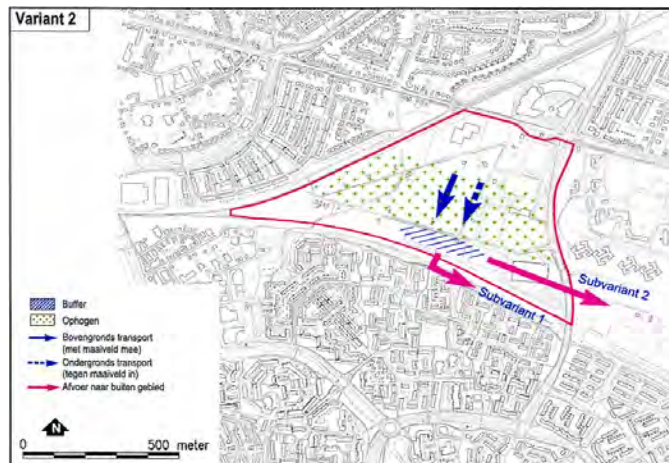 Variant 2
Subvariant 2
Subvariant 1
Buffer
Ophogen
Bovengronds transport
(met maaiveld mee)
Ondergronds transport
(tegen maaiveld in)
Afvoer naar buiten gebied
N
0 500 meter